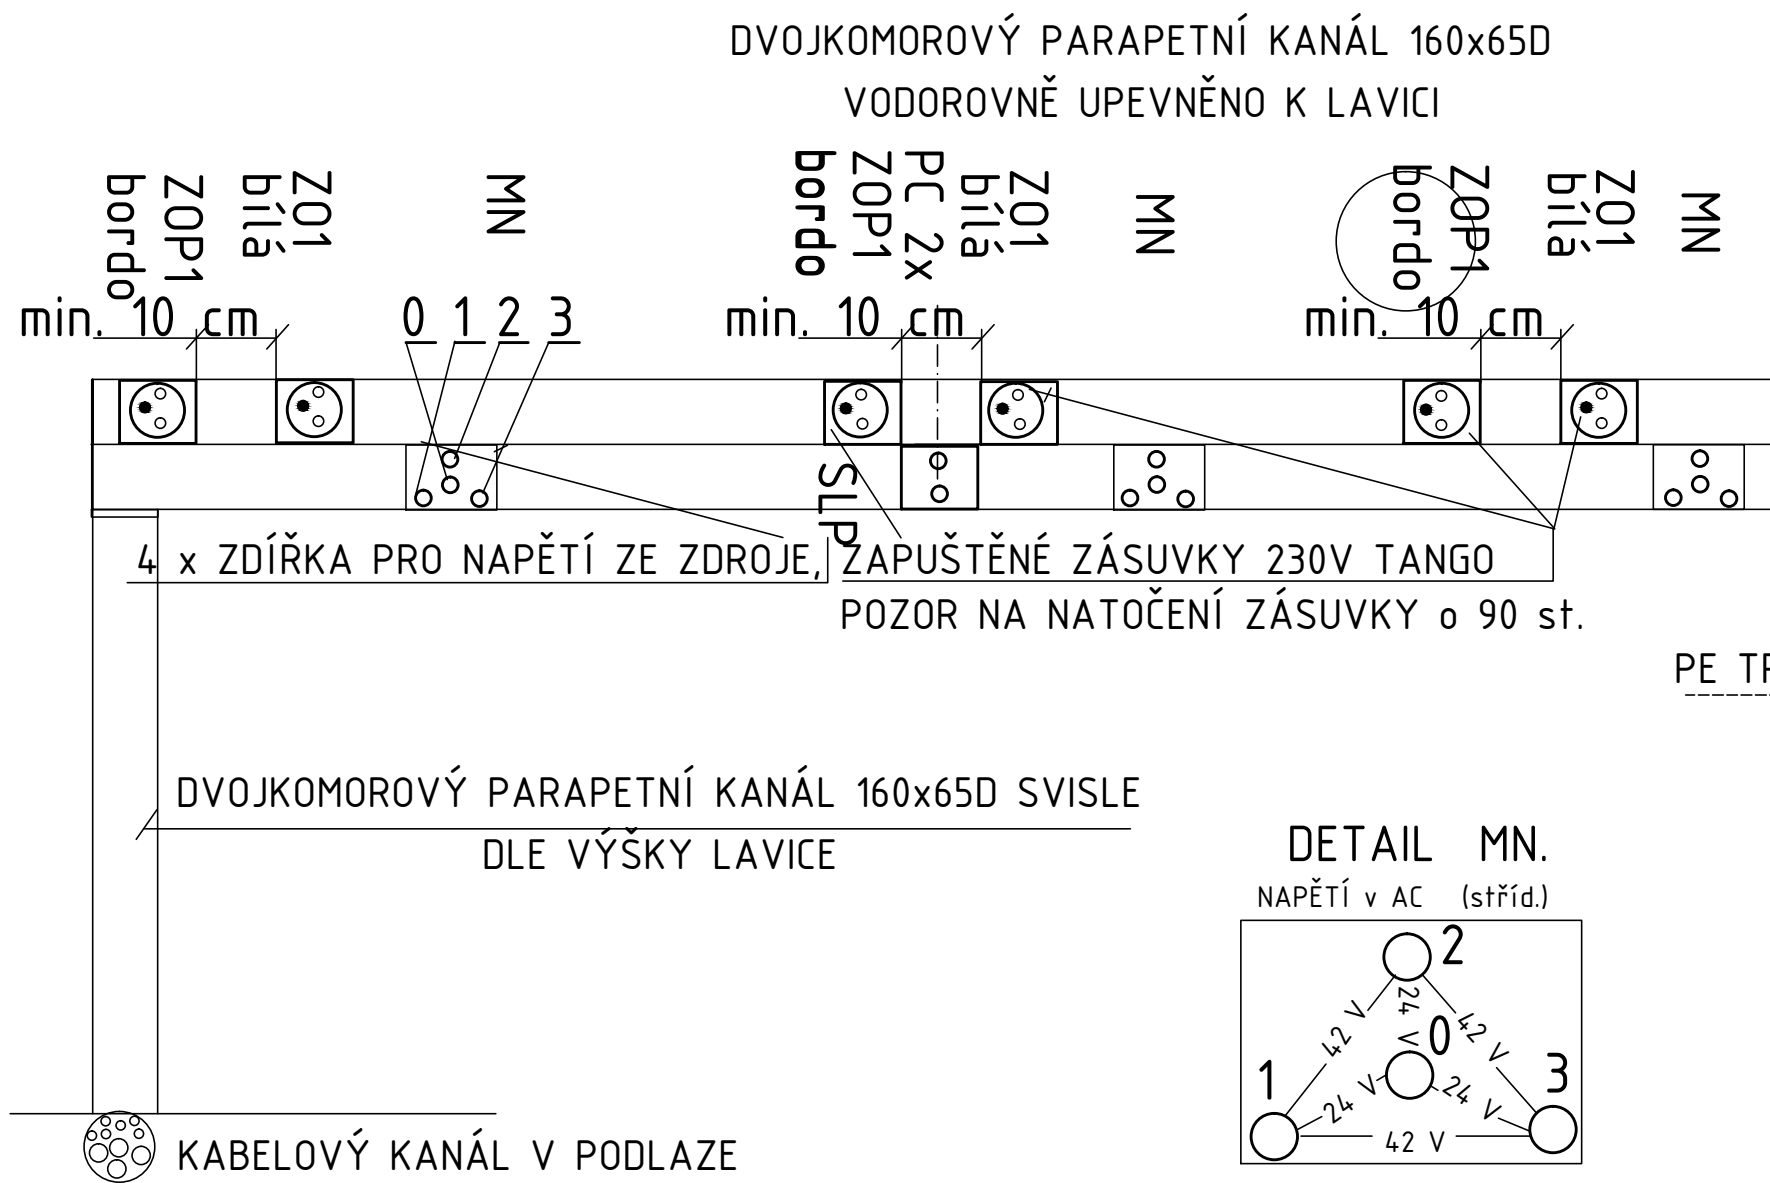 DVOJKOMOROVÝ PARAPETNÍ KANÁL 160x65D
VODOROVNĚ UPEVNĚNO K LAVICI
bordo
ZOP1
bílá
ZO1
MN
bordo
ZOP1
PC 2x
bílá
ZO1
MN
bordo
ZOP1
bílá
ZO1
MN
min. 10 cm
0 1 2 3
min. 10 cm
min. 10 cm
SLP
4 x ZDÍŘKA PRO NAPĚTÍ ZE ZDROJE,
ZAPUŠTĚNÉ ZÁSUVKY 230V TANGO
POZOR NA NATOČENÍ ZÁSUVKY o 90 st.
PE
DVOJKOMOROVÝ PARAPETNÍ KANÁL 160x65D SVISLE
DLE VÝŠKY LAVICE
DETAIL MN.
NAPĚTÍ v AC (stříd.)
2
24 V
42 V
42 V
0
1
3
24 V
24 V
42 V
KABELOVÝ KANÁL V PODLAZE